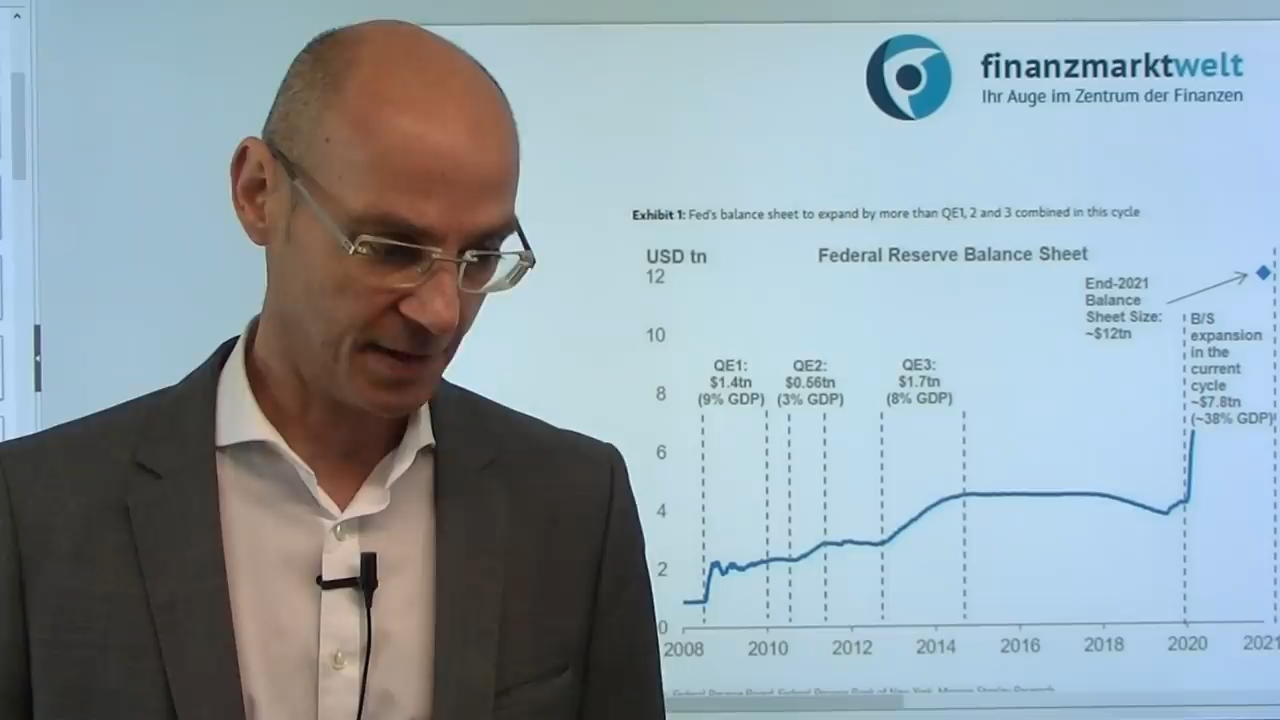 finanzmarktwelt
Ihr Auge im Zentrum der Finanzen
Exhibit 1: Fed's balance sheet to expand by more than QE1, 2 and 3 combined in this cycle
USD tn
Federal Reserve Balance Sheet
12
10
8
6
4
2
0
QE1:
$1.4tn
(9% GDP)
QE2:
$0.56tn
(3% GDP)
QE3:
$1.7tn
(8% GDP)
End-2021
Balance
Sheet Size:
~$12tn
B/S
expansion
in the
current
cycle
~$7.8tn
(~38% GDP)
2008 2010 2012 2014 2016 2018 2020 2021